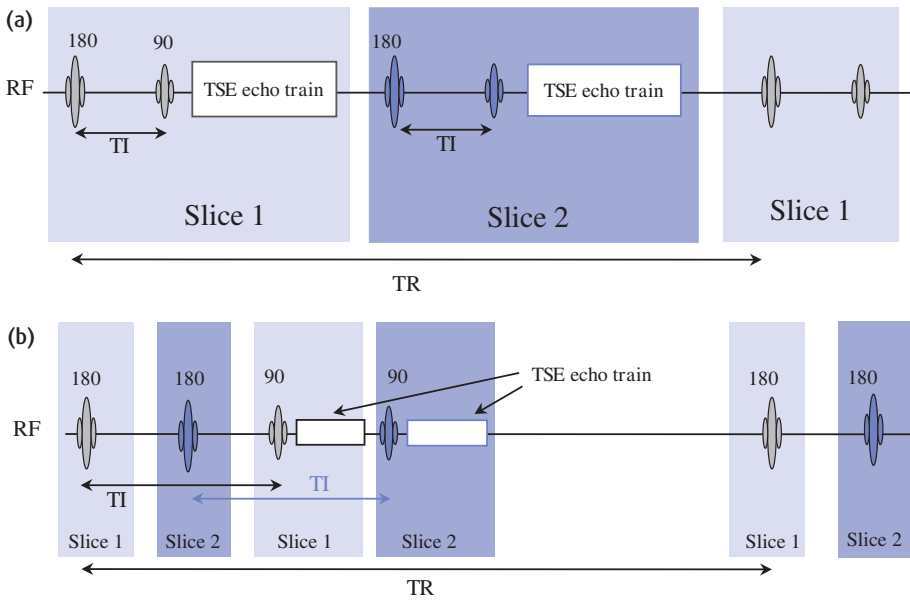 (a)
180 90 180
RF TSE echo train TSE echo train
TI TI
Slice 1 Slice 2 Slice 1
TR
(b)
180 180 90 90 TSE echo train 180 180
RF
TI TI
Slice 1 Slice 2 Slice 1 Slice 2 Slice 1 Slice 2
TR